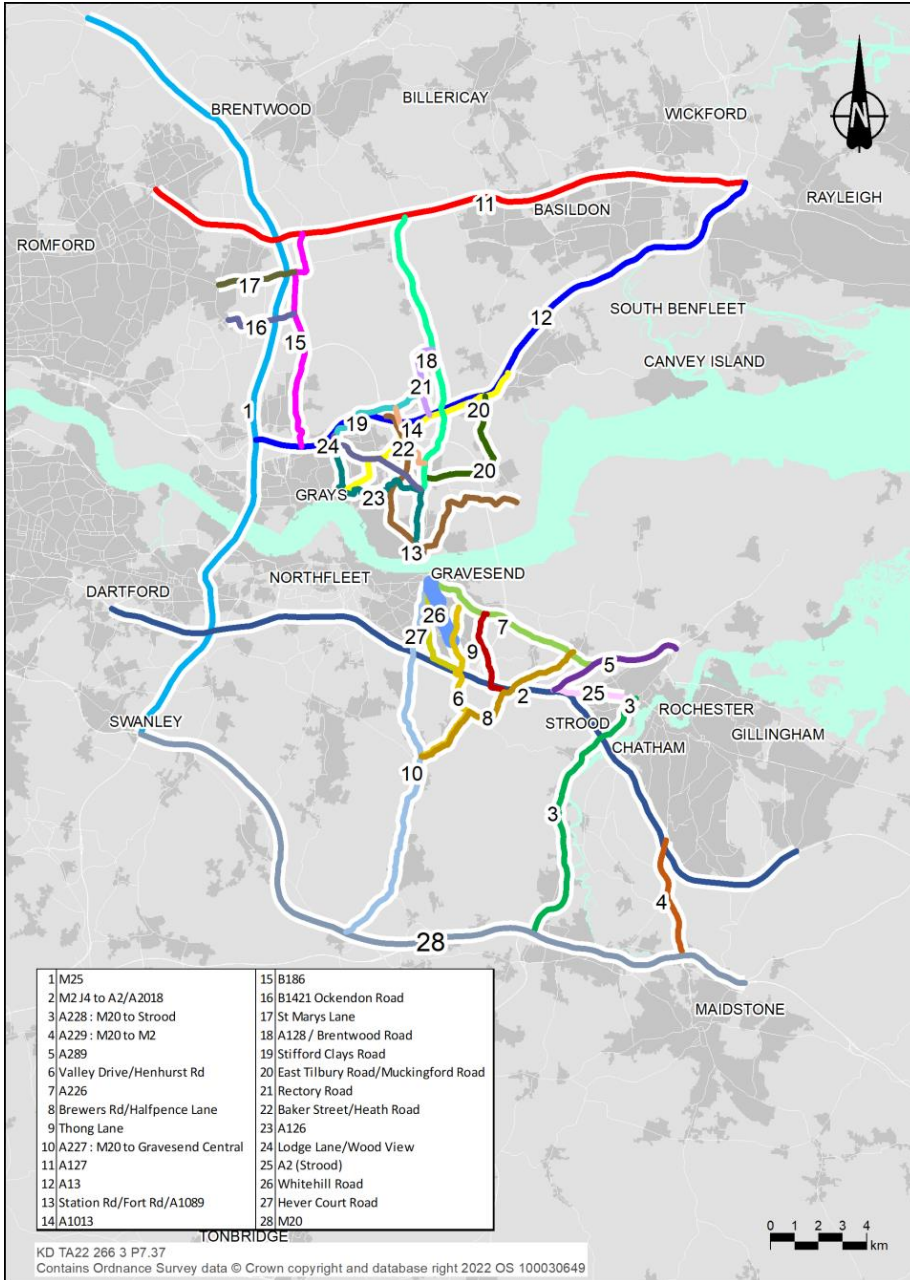 BRENTWOOD
BILLERICAY
WICKFORD
N
RAYLEIGH
11
BASILDON
ROMFORD
17
SOUTH BENFLEET
12
16
15
CANVEY ISLAND
18
21
1
20
19
14
24
22
20
GRAYS
23
13
NORTHFLEET
GRAVESEND
DARTFORD
26
27
7
9
5
6
2
25
3
8
ROCHESTER
SWANLEY
STROOD
GILLINGHAM
CHATHAM
10
3
4
28
MAIDSTONE
1 M25
2 M2 J4 to A2/A2018
3 A228 : M20 to Strood
4 A229 : M20 to M2
5 A289
6 Valley Drive/Henhurst Rd
7 A226
8 Brewers Rd/Halfpence Lane
9 Thong Lane
10 A227 : M20 to Gravesend Central
11 A127
12 A13
13 Station Rd/Fort Rd/A1089
14 A1013
15 B186
16 B1421 Ockendon Road
17 St Marys Lane
18 A128 / Brentwood Road
19 Stifford Clays Road
20 East Tilbury Road/Muckingford Road
21 Rectory Road
22 Baker Street/Heath Road
23 A126
24 Lodge Lane/Wood View
25 A2 (Strood)
26 Whitehill Road
27 Hever Court Road
28 M20
TONBRIDGE
0 1 2 3 4
km
KD TA22 266 3 P7.37
Contains Ordnance Survey data © Crown copyright and database right 2022 OS 100030649